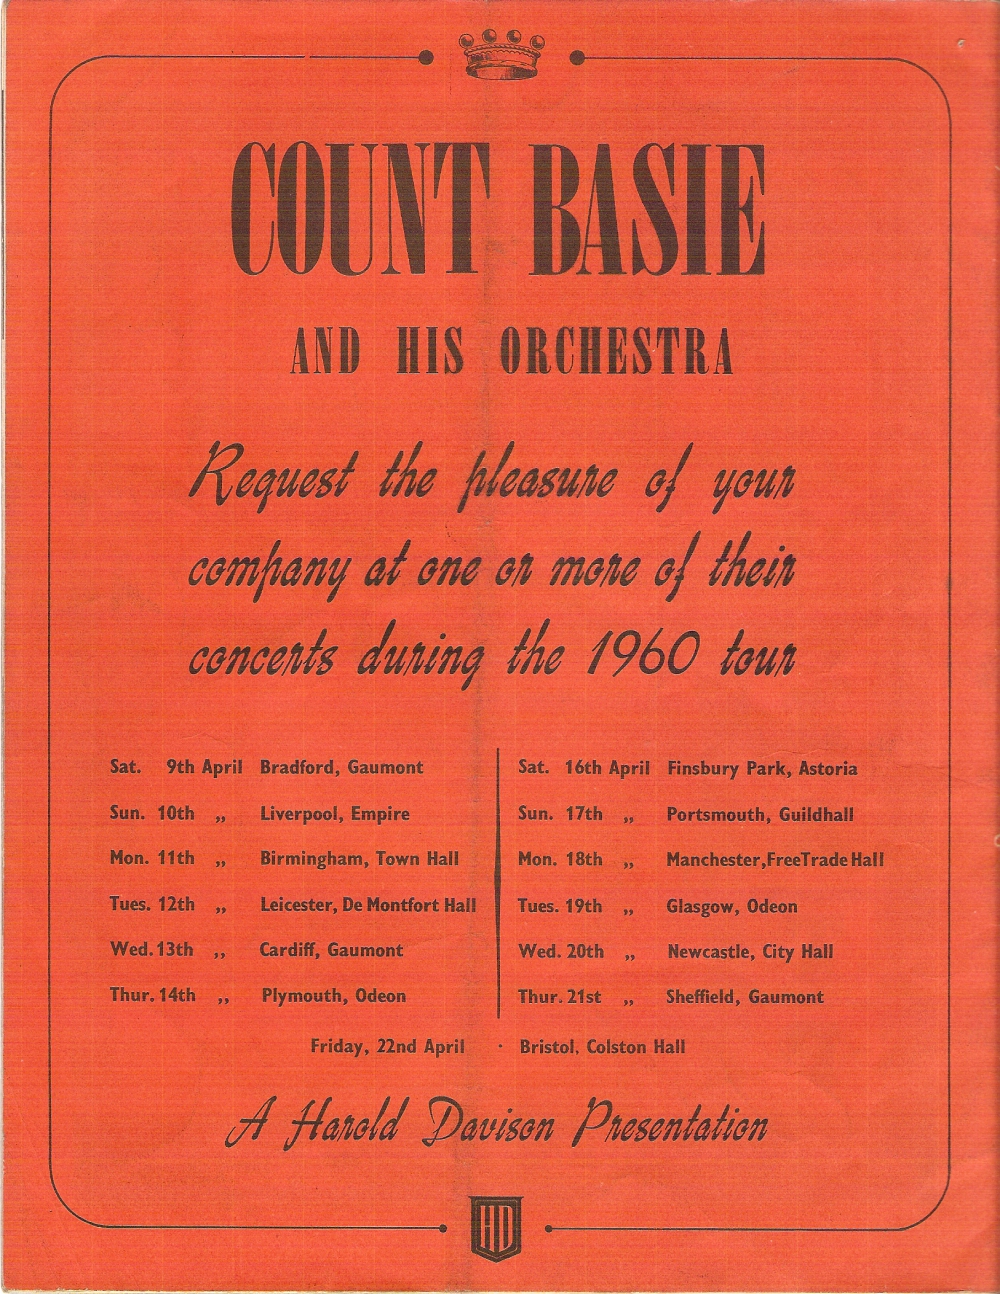 COUNT BASIE
AND HIS ORCHESTRA
Request the pleasure of your
company at one or more of their
concerts during the 1960 tour
Sat. 9th April Bradford, Gaumont
Sun. 10th „ Liverpool, Empire
Mon. 11th „ Birmingham, Town Hall
Tues. 12th „ Leicester, De Montfort Hall
Wed. 13th „ Cardiff, Gaumont
Thur. 14th „ Plymouth, Odeon
Sat. 16th April Finsbury Park, Astoria
Sun. 17th „ Portsmouth, Guildhall
Mon. 18th „ Manchester, Free Trade Hall
Tues. 19th „ Glasgow, Odeon
Wed. 20th „ Newcastle, City Hall
Thur. 21st „ Sheffield, Gaumont
Friday, 22nd April · Bristol, Colston Hall
A Harold Davison Presentation
HD